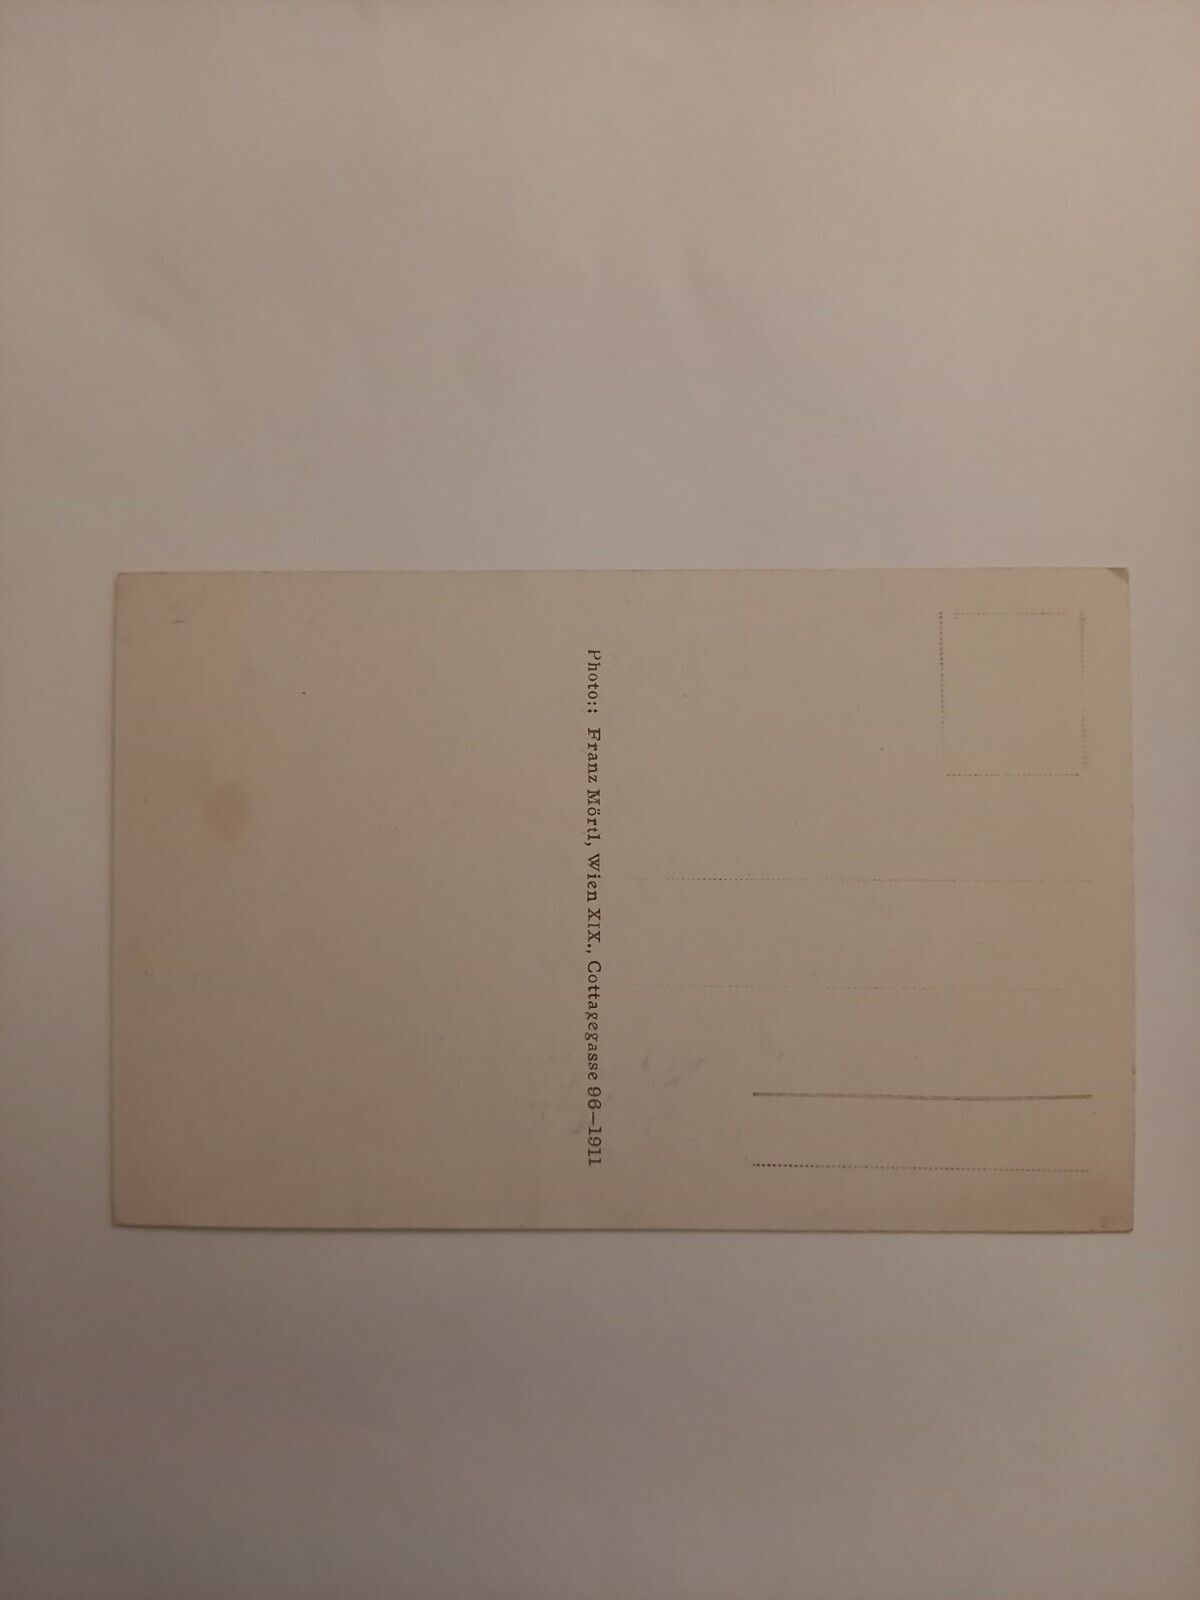 Photo:: Franz Mörtl, Wien XIX., Cottagegasse 96—1911